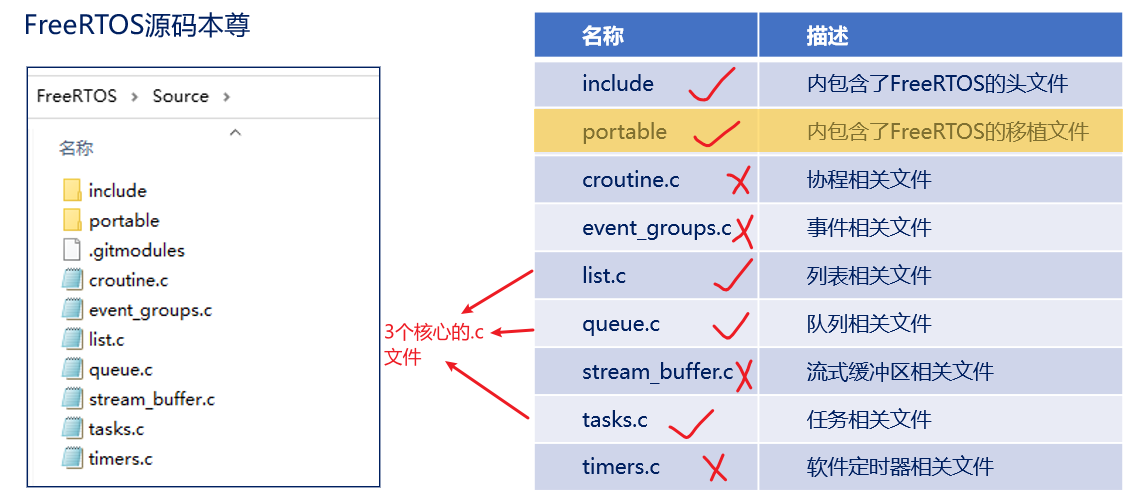 FreeRTOS源码本尊
FreeRTOS › Source ›
名称
include
portable
.gitmodules
croutine.c
event_groups.c
list.c
queue.c
stream_buffer.c
tasks.c
timers.c
3个核心的.c
文件
名称 描述
include 内包含了FreeRTOS的头文件
portable 内包含了FreeRTOS的移植文件
croutine.c 协程相关文件
event_groups.c 事件相关文件
list.c 列表相关文件
queue.c 队列相关文件
stream_buffer.c 流式缓冲区相关文件
tasks.c 任务相关文件
timers.c 软件定时器相关文件